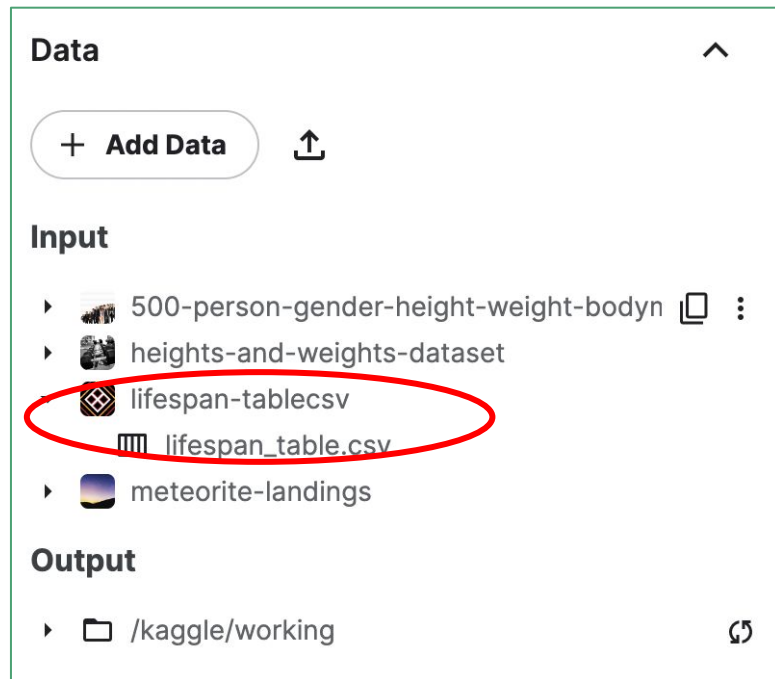 Data
+ Add Data
Input
500-person-gender-height-weight-bodyn
heights-and-weights-dataset
lifespan-tablecsv
lifespan_table.csv
meteorite-landings
Output
/kaggle/working